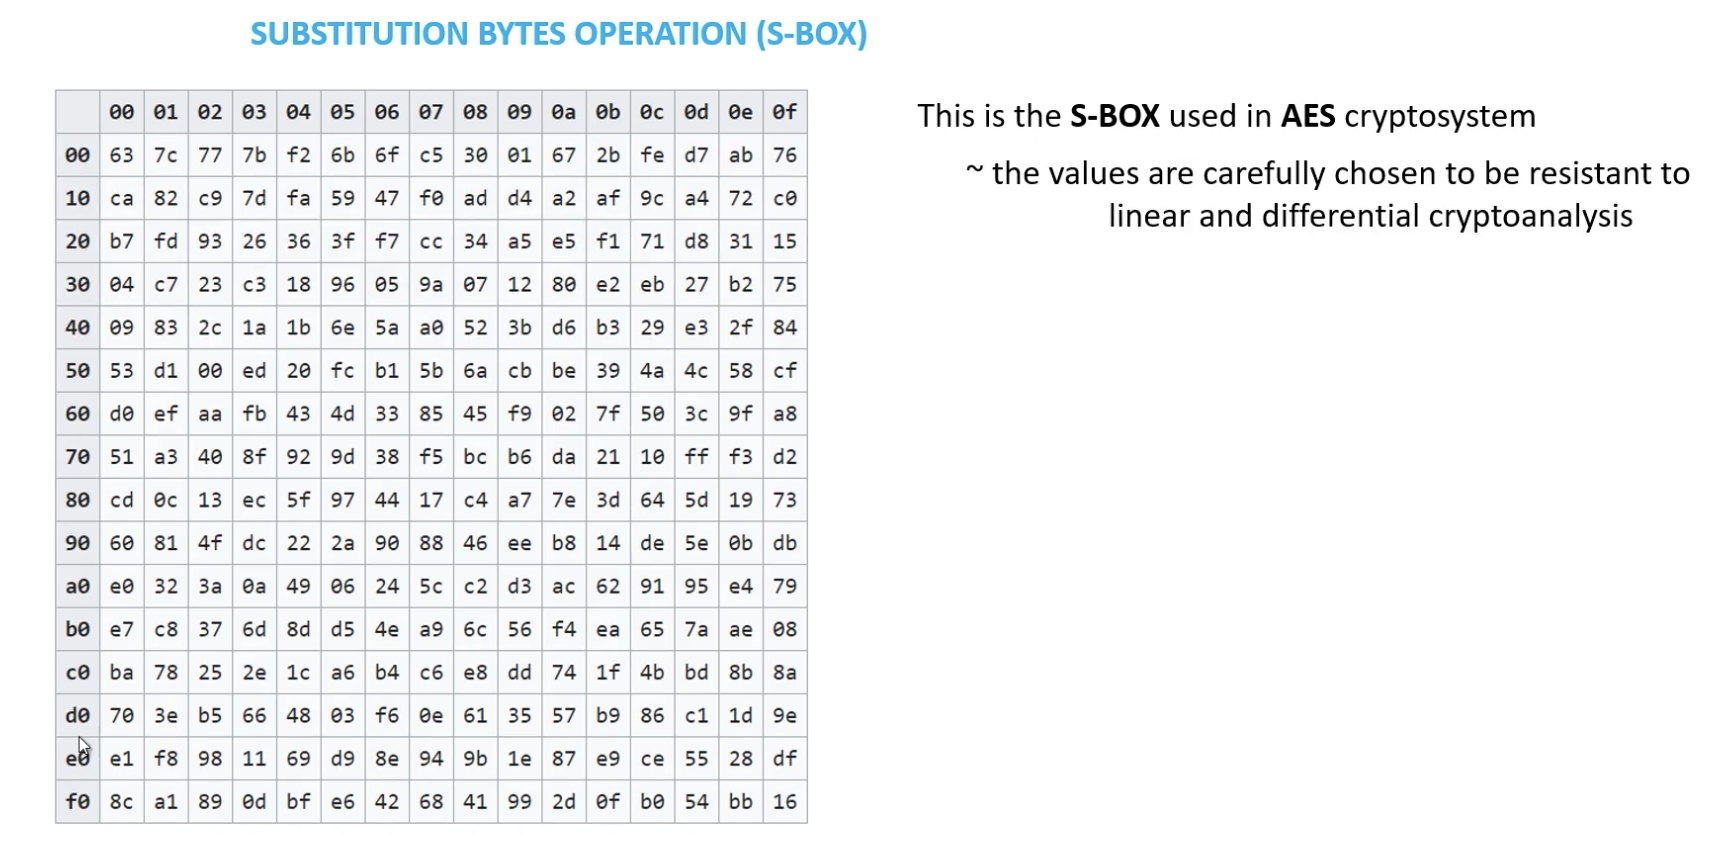 SUBSTITUTION BYTES OPERATION (S-BOX)
00 01 02 03 04 05 06 07 08 09 0a 0b 0c 0d 0e 0f
00 63 7c 77 7b f2 6b 6f c5 30 01 67 2b fe d7 ab 76
10 ca 82 c9 7d fa 59 47 f0 ad d4 a2 af 9c a4 72 c0
20 b7 fd 93 26 36 3f f7 cc 34 a5 e5 f1 71 d8 31 15
30 04 c7 23 c3 18 96 05 9a 07 12 80 e2 eb 27 b2 75
40 09 83 2c 1a 1b 6e 5a a0 52 3b d6 b3 29 e3 2f 84
50 53 d1 00 ed 20 fc b1 5b 6a cb be 39 4a 4c 58 cf
60 d0 ef aa fb 43 4d 33 85 45 f9 02 7f 50 3c 9f a8
70 51 a3 40 8f 92 9d 38 f5 bc b6 da 21 10 ff f3 d2
80 cd 0c 13 ec 5f 97 44 17 c4 a7 7e 3d 64 5d 19 73
90 60 81 4f dc 22 2a 90 88 46 ee b8 14 de 5e 0b db
a0 e0 32 3a 0a 49 06 24 5c c2 d3 ac 62 91 95 e4 79
b0 e7 c8 37 6d 8d d5 4e a9 6c 56 f4 ea 65 7a ae 08
c0 ba 78 25 2e 1c a6 b4 c6 e8 dd 74 1f 4b bd 8b 8a
d0 70 3e b5 66 48 03 f6 0e 61 35 57 b9 86 c1 1d 9e
e0 e1 f8 98 11 69 d9 8e 94 9b 1e 87 e9 ce 55 28 df
f0 8c a1 89 0d bf e6 42 68 41 99 2d 0f b0 54 bb 16
This is the S-BOX used in AES cryptosystem
~ the values are carefully chosen to be resistant to
linear and differential cryptoanalysis